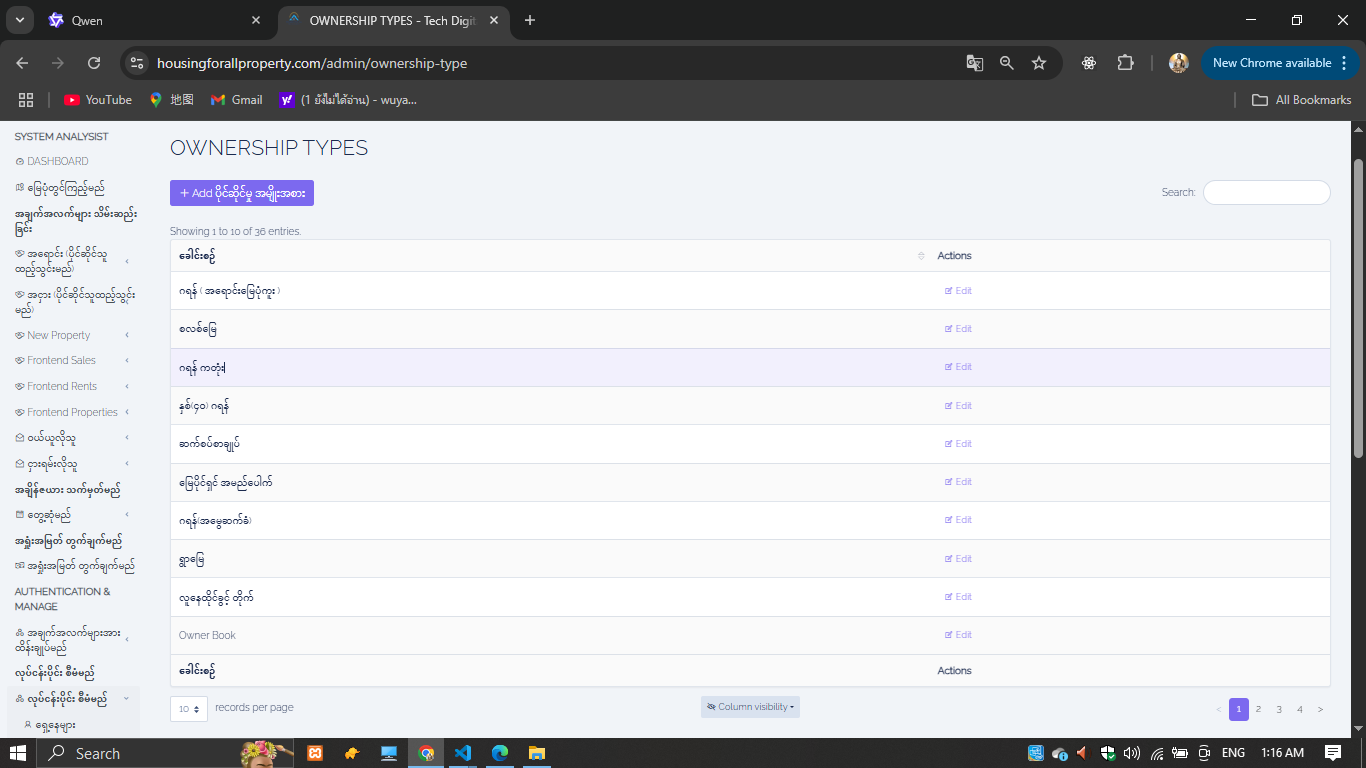 Qwen
OWNERSHIP TYPES - Tech Digit
housingforallproperty.com/admin/ownership-type
New Chrome available
YouTube
地图
Gmail
(1 ยังไม่ได้อ่าน) - wuya...
All Bookmarks
SYSTEM ANALYSIST
DASHBOARD
မြေပုံတွင်ကြည့်မည်
အချက်အလက်များ သိမ်းဆည်း
ခြင်း
အရောင်း (ပိုင်ဆိုင်သူ
ထည့်သွင်းမည်)
အငှား (ပိုင်ဆိုင်သူထည့်သွင်း
မည်)
New Property
Frontend Sales
Frontend Rents
Frontend Properties
ဝယ်ယူလိုသူ
ငှားရမ်းလိုသူ
အချိန်ဇယား သက်မှတ်မည်
တွေ့ဆုံမည်
အရှုံးအမြတ် တွက်ချက်မည်
အရှုံးအမြတ် တွက်ချက်မည်
AUTHENTICATION &
MANAGE
အချက်အလက်များအား
ထိန်းချုပ်မည်
လုပ်ငန်းပိုင်း စီမံမည်
လုပ်ငန်းပိုင်း စီမံမည်
ရှေ့နေများ
OWNERSHIP TYPES
+ Add ပိုင်ဆိုင်မှု အမျိုးအစား
Search:
Showing 1 to 10 of 36 entries.
ခေါင်းစဉ် Actions
ဂရန် ( အရောင်းမြေပုံကူး ) Edit
စလစ်မြေ Edit
ဂရန် ကတုံး Edit
နှစ်(၄၀) ဂရန် Edit
ဆက်စပ်စာချုပ် Edit
မြေပိုင်ရှင် အမည်ပေါက် Edit
ဂရန်(အမွေဆက်ခံ) Edit
ရွာမြေ Edit
လူနေထိုင်ခွင့် တိုက် Edit
Owner Book Edit
ခေါင်းစဉ် Actions
10 records per page
Column visibility
< 1 2 3 4 >
Search
ENG
1:16 AM